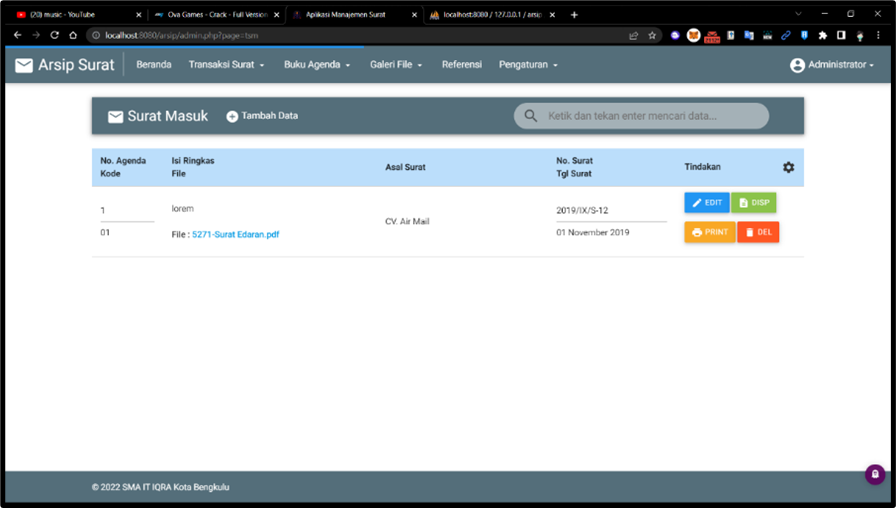 (20) music - YouTube
Ova Games - Crack - Full Version
Aplikasi Manajemen Surat
localhost:8080 / 127.0.0.1 / arsip
localhost:8080/arsip/admin.php?page=tsm
Arsip Surat
Beranda
Transaksi Surat
Buku Agenda
Galeri File
Referensi
Pengaturan
Administrator
Surat Masuk
Tambah Data
Ketik dan tekan enter mencari data...
No. Agenda
Kode
Isi Ringkas
File
Asal Surat
No. Surat
Tgl Surat
Tindakan
1
01
lorem
File : 5271-Surat Edaran.pdf
CV. Air Mail
2019/IX/S-12
01 November 2019
EDIT
DISP
PRINT
DEL
© 2022 SMA IT IQRA Kota Bengkulu